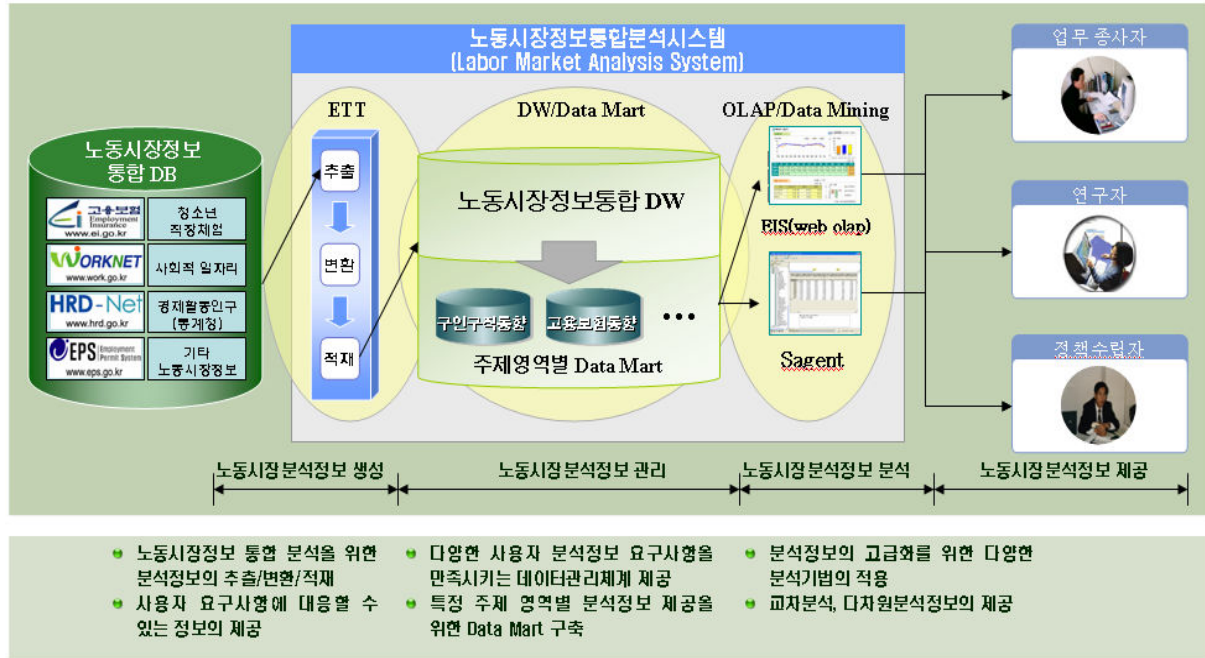 노동시장정보통합분석시스템
(Labor Market Analysis System)
노동시장정보
통합 DB
고용보험
Employment
Insurance
www.ei.go.kr
청소년
직장체험
WORKNET
www.work.go.kr
사회적 일자리
HRD-Net
www.hrd.go.kr
경제활동인구
(통계청)
EPS Employment
Permit System
www.eps.go.kr
기타
노동시장정보
ETT
추출
변환
적재
DW/Data Mart
노동시장정보통합 DW
구인구직동향
고용보험동향
...
주제영역별 Data Mart
OLAP/Data Mining
EIS(web olap)
Sagent
업무 종사자
연구자
정책수립자
노동시장분석정보 생성
노동시장분석정보 관리
노동시장분석정보 분석
노동시장분석정보 제공
노동시장정보 통합 분석을 위한
분석정보의 추출/변환/적재
사용자 요구사항에 대응할 수
있는 정보의 제공
다양한 사용자 분석정보 요구사항을
만족시키는 데이터관리체계 제공
특정 주제 영역별 분석정보 제공을
위한 Data Mart 구축
분석정보의 고급화를 위한 다양한
분석기법의 적용
교차분석, 다차원분석정보의 제공